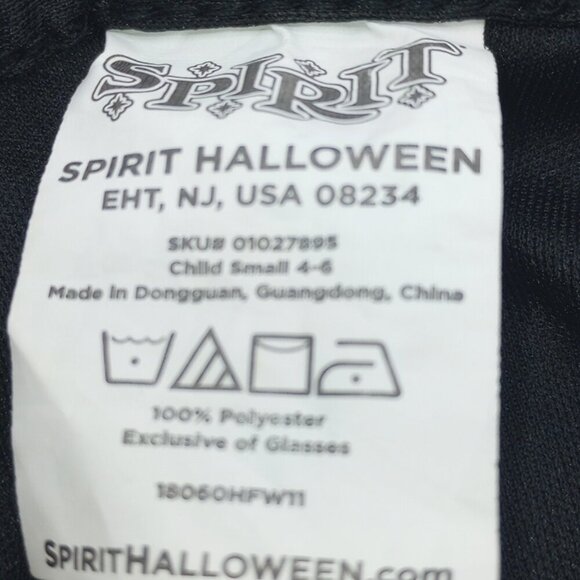 SPIRIT
SPIRIT HALLOWEEN
EHT, NJ, USA 08234
SKU# 01027895
Child Small 4-6
Made in Dongguan, Guangdong, China
100% Polyester
Exclusive of Glasses
18060HFW11
SPIRITHALLOWEEN.com